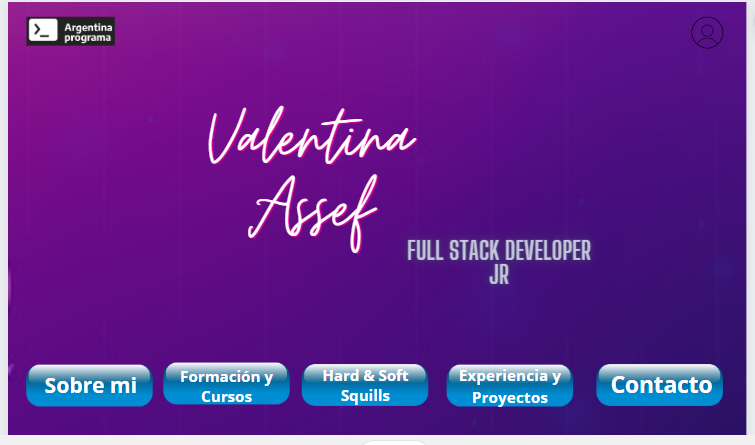 Argentina
programa
Valentina
Assef
FULL STACK DEVELOPER
JR
Sobre mi
Formación y
Cursos
Hard & Soft
Squills
Experiencia y
Proyectos
Contacto